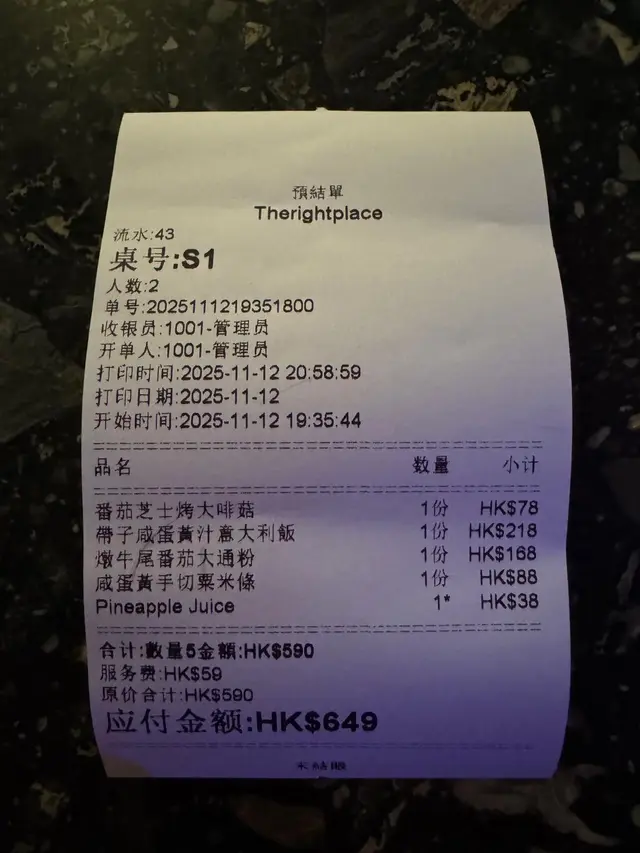 預結單
Therightplace
流水:43
桌号:S1
人数:2
单号:2025111219351800
收银员:1001-管理员
开单人:1001-管理员
打印时间:2025-11-12 20:58:59
打印日期:2025-11-12
开始时间:2025-11-12 19:35:44
品名 数量 小计
番茄芝士烤大啡菇 1份 HK$78
帶子咸蛋黃汁意大利飯 1份 HK$218
燉牛尾番茄大通粉 1份 HK$168
咸蛋黃手切粟米條 1份 HK$88
Pineapple Juice 1* HK$38
合计:數量5金額:HK$590
服务费:HK$59
原价合计:HK$590
应付金额:HK$649
未結賬